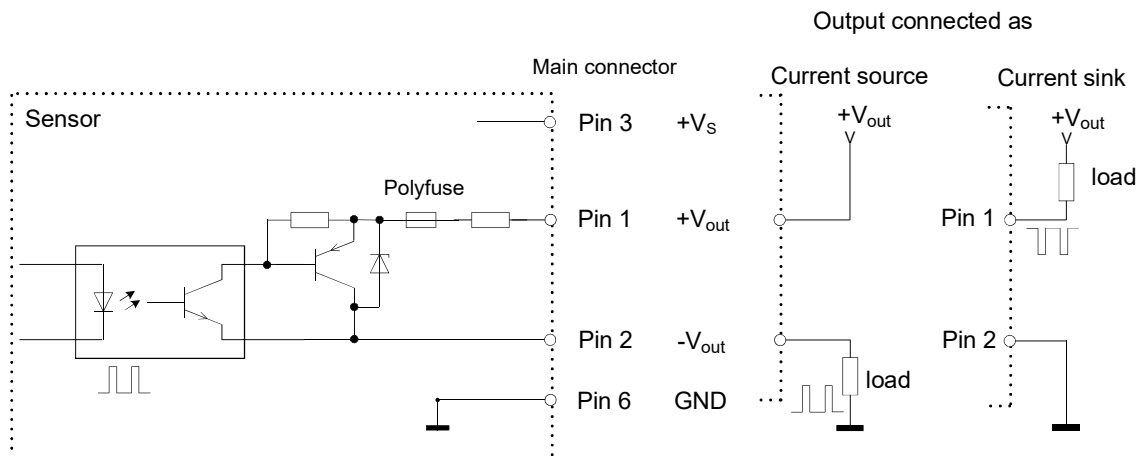 Output connected as
Main connector
Current source
Current sink
Sensor
Pin 3 +VS
+Vout
+Vout
load
Polyfuse
Pin 1 +Vout
Pin 1
Pin 2 -Vout
Pin 2
load
Pin 6 GND